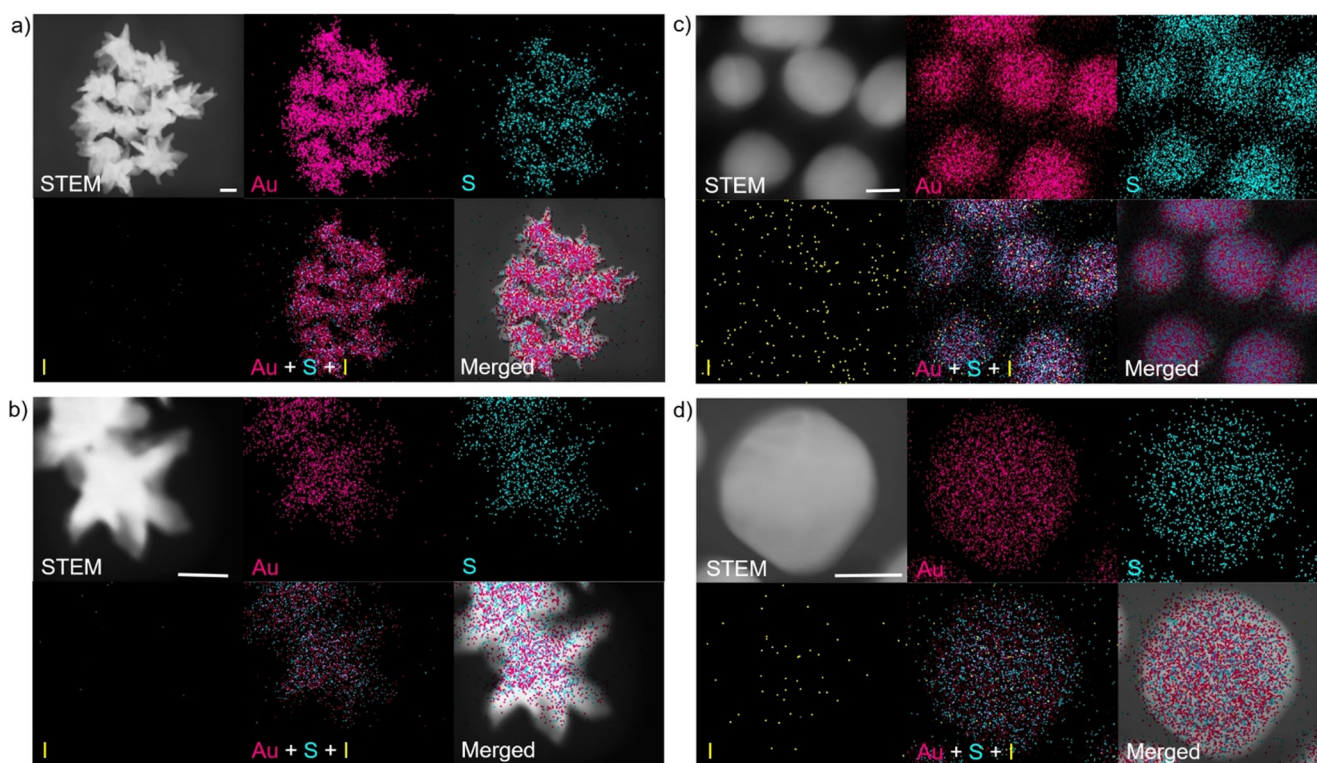 a)
STEM
Au
S
I
Au + S + I
Merged
b)
STEM
Au
S
I
Au + S + I
Merged
c)
STEM
Au
S
I
Au + S + I
Merged
d)
STEM
Au
S
I
Au + S + I
Merged